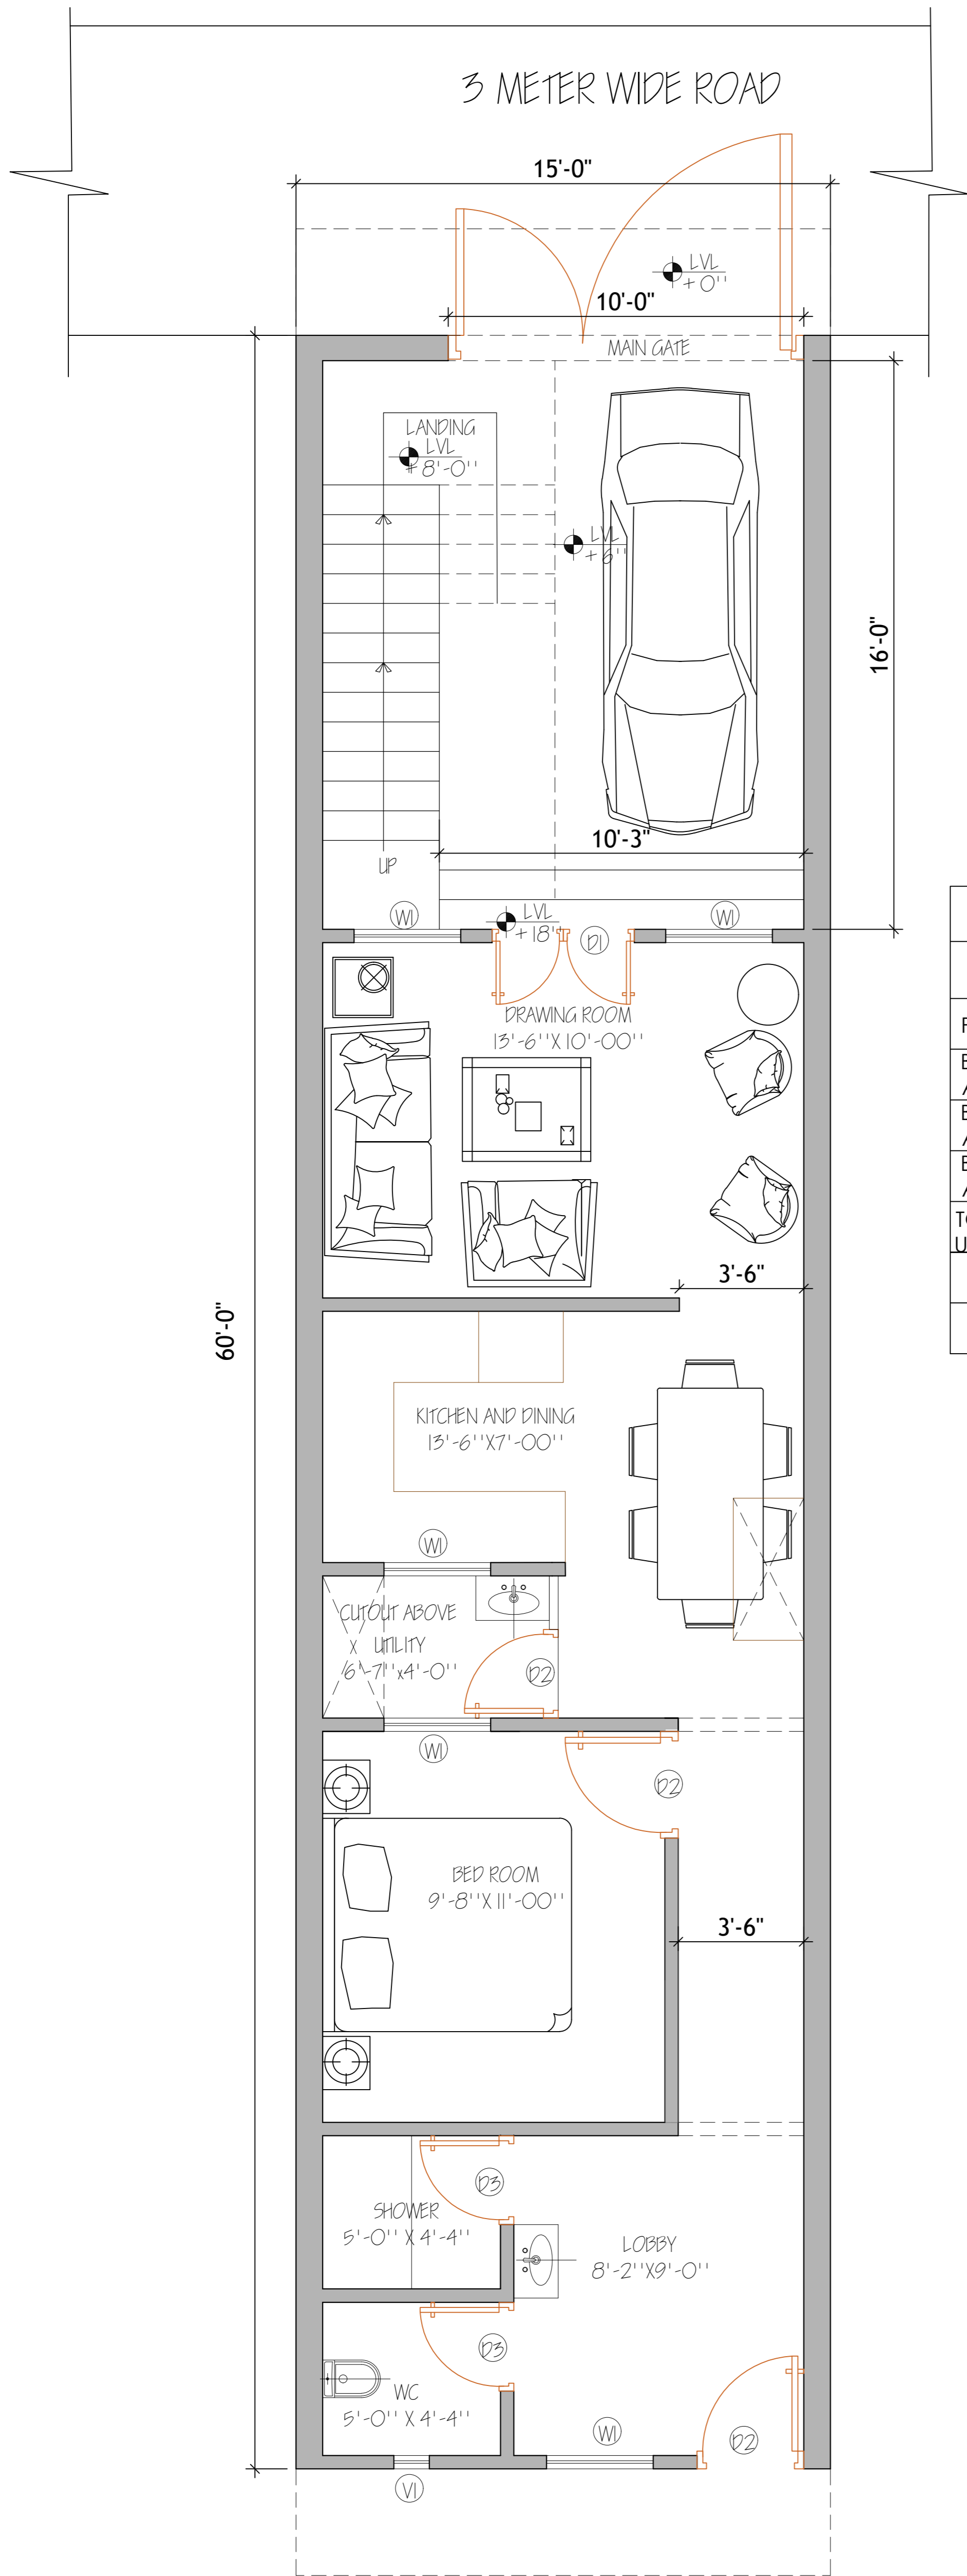 3 METER WIDE ROAD
15'-0"
LVL
+0''
10'-0"
MAIN GATE
LANDING
LVL
+8'-0''
LVL
+6''
16'-0"
10'-3"
UP
W1
LVL
+18''
D1
W1
DRAWING ROOM
13'-6''X10'-00''
3'-6"
60'-0"
KITCHEN AND DINING
13'-6''X7'-00''
W1
CUTOUT ABOVE
UTILITY
6'-7''x4'-0''
D2
W1
D2
BED ROOM
9'-8''X11'-00''
3'-6"
D3
SHOWER
5'-0'' X 4'-4''
LOBBY
8'-2''X9'-0''
D3
WC
5'-0'' X 4'-4''
W1
D2
V1